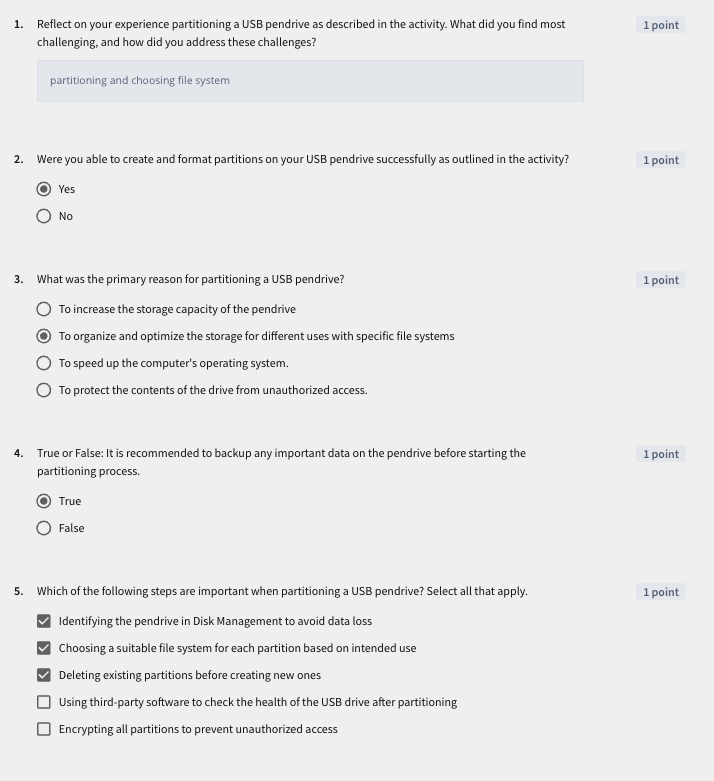 1. Reflect on your experience partitioning a USB pendrive as described in the activity. What did you find most 1 point
challenging, and how did you address these challenges?
partitioning and choosing file system
2. Were you able to create and format partitions on your USB pendrive successfully as outlined in the activity? 1 point
Yes
No
3. What was the primary reason for partitioning a USB pendrive? 1 point
To increase the storage capacity of the pendrive
To organize and optimize the storage for different uses with specific file systems
To speed up the computer's operating system.
To protect the contents of the drive from unauthorized access.
4. True or False: It is recommended to backup any important data on the pendrive before starting the 1 point
partitioning process.
True
False
5. Which of the following steps are important when partitioning a USB pendrive? Select all that apply. 1 point
Identifying the pendrive in Disk Management to avoid data loss
Choosing a suitable file system for each partition based on intended use
Deleting existing partitions before creating new ones
Using third-party software to check the health of the USB drive after partitioning
Encrypting all partitions to prevent unauthorized access